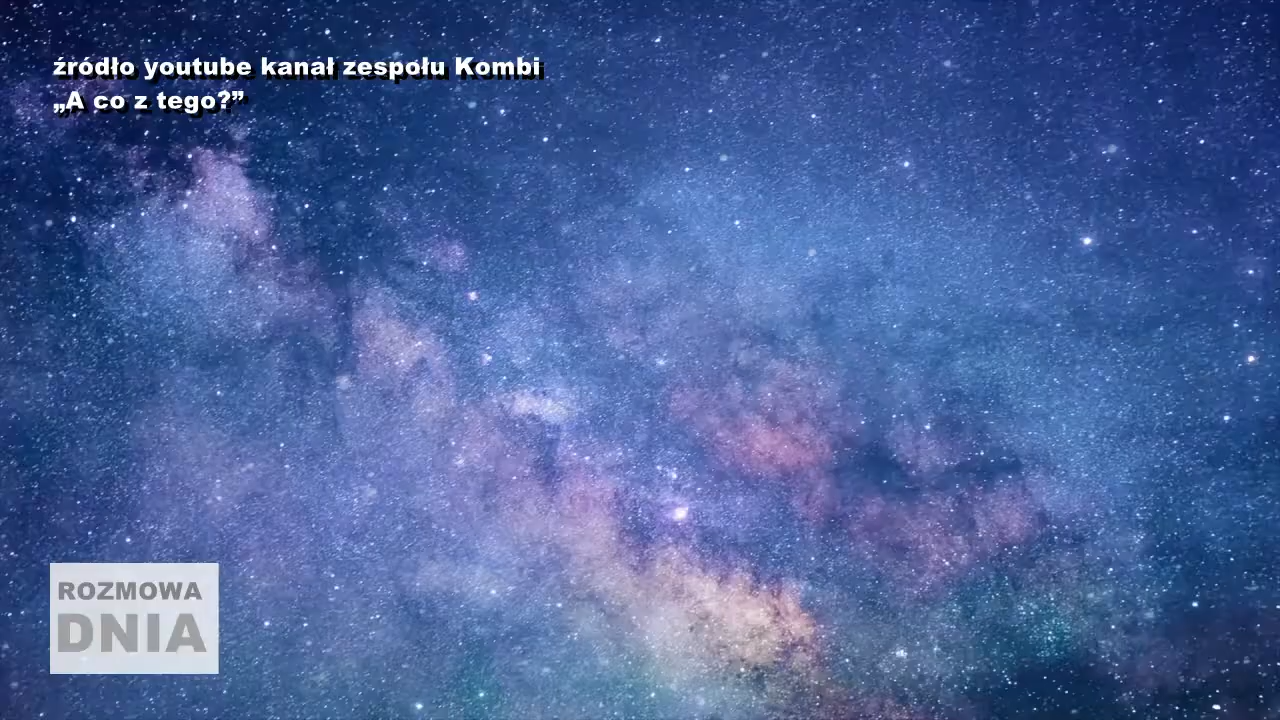 źródło youtube kanał zespołu Kombi
„A co z tego?”
ROZMOWA
DNIA